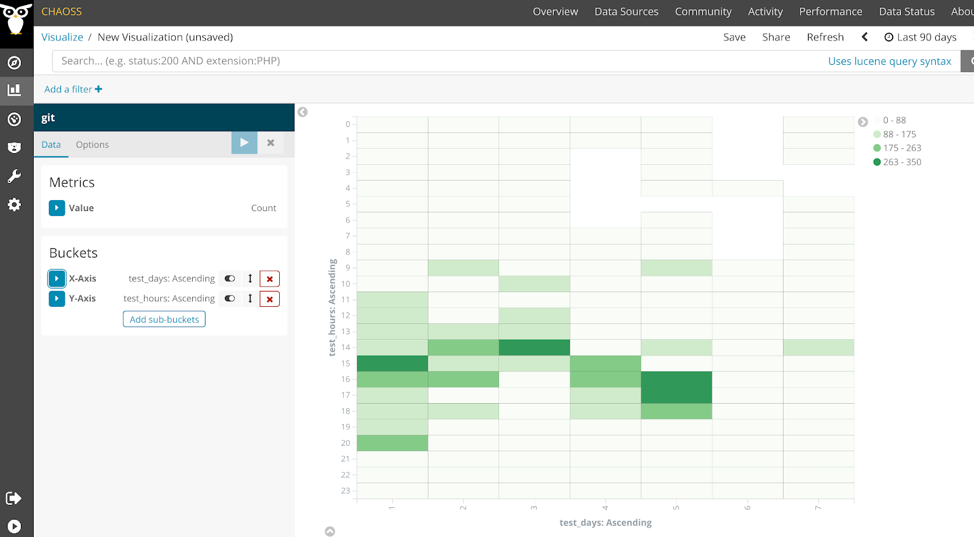 CHAOSS
Overview Data Sources Community Activity Performance Data Status Abou
Visualize / New Visualization (unsaved)
Save Share Refresh Last 90 days
Search... (e.g. status:200 AND extension:PHP)
Uses lucene query syntax
Add a filter +
git
Data Options
Metrics
Value Count
Buckets
X-Axis test_days: Ascending
Y-Axis test_hours: Ascending
Add sub-buckets
test_hours: Ascending
0
1
2
3
4
5
6
7
8
9
10
11
12
13
14
15
16
17
18
19
20
21
22
23
1 2 3 4 5 6 7
test_days: Ascending
0 - 88
88 - 175
175 - 263
263 - 350